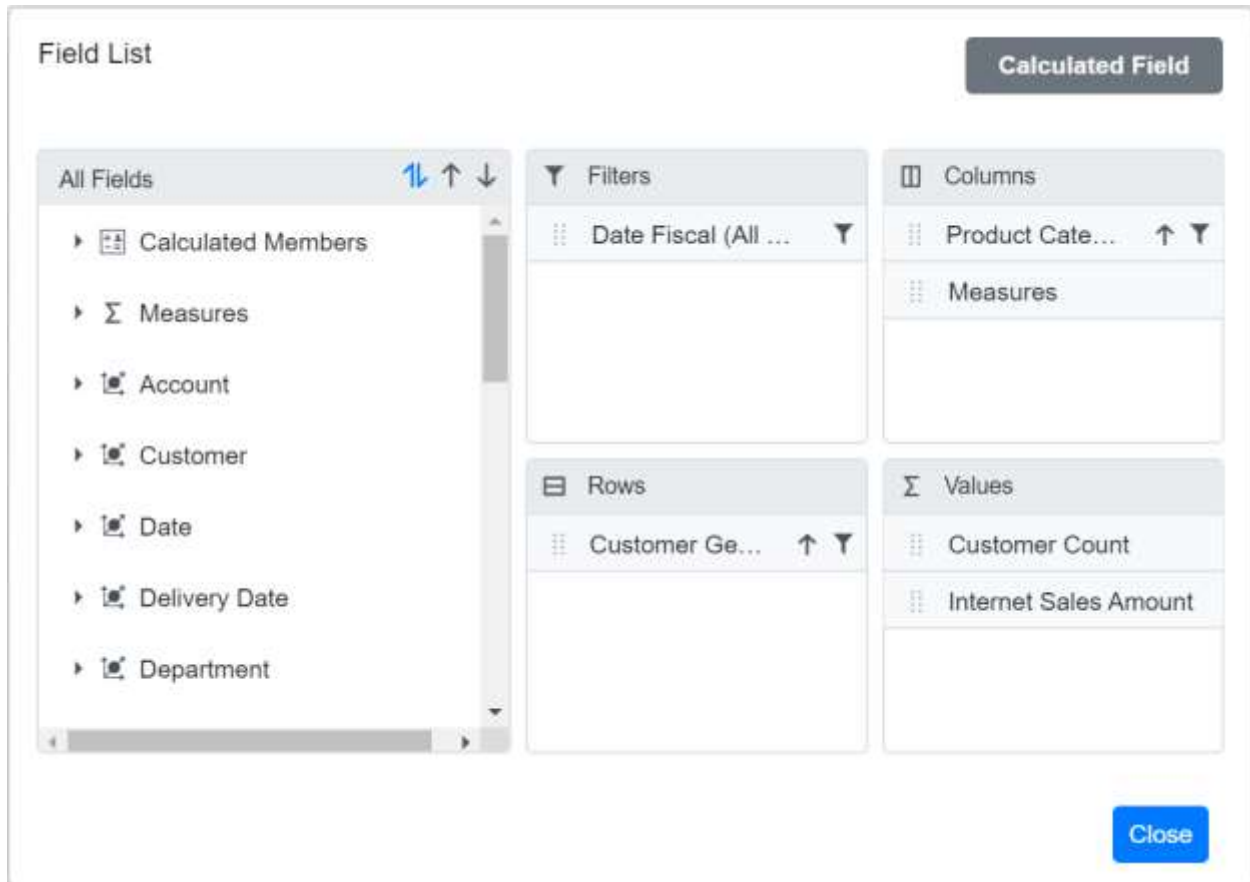 Field List
Calculated Field
All Fields
Calculated Members
Measures
Account
Customer
Date
Delivery Date
Department
Filters
Date Fiscal (All ...
Columns
Product Cate...
Measures
Rows
Customer Ge...
Values
Customer Count
Internet Sales Amount
Close